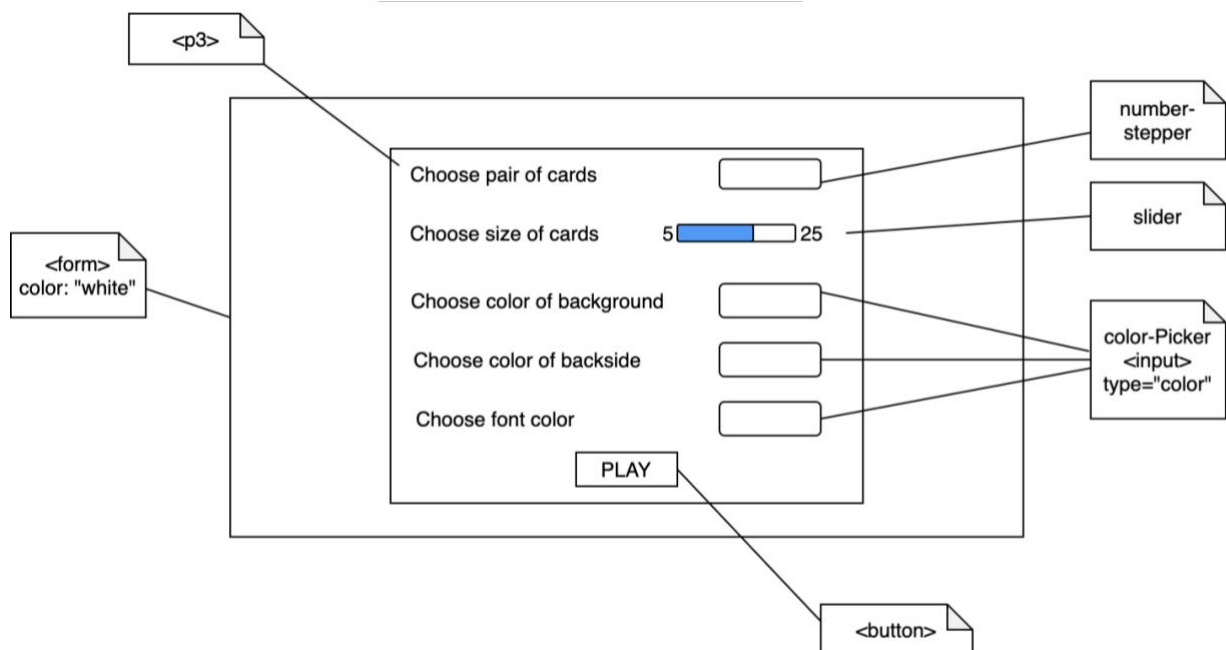 <p3>
number-
stepper
Choose pair of cards
slider
Choose size of cards
5
25
<form>
color: "white"
Choose color of background
color-Picker
<input>
type="color"
Choose color of backside
Choose font color
PLAY
<button>